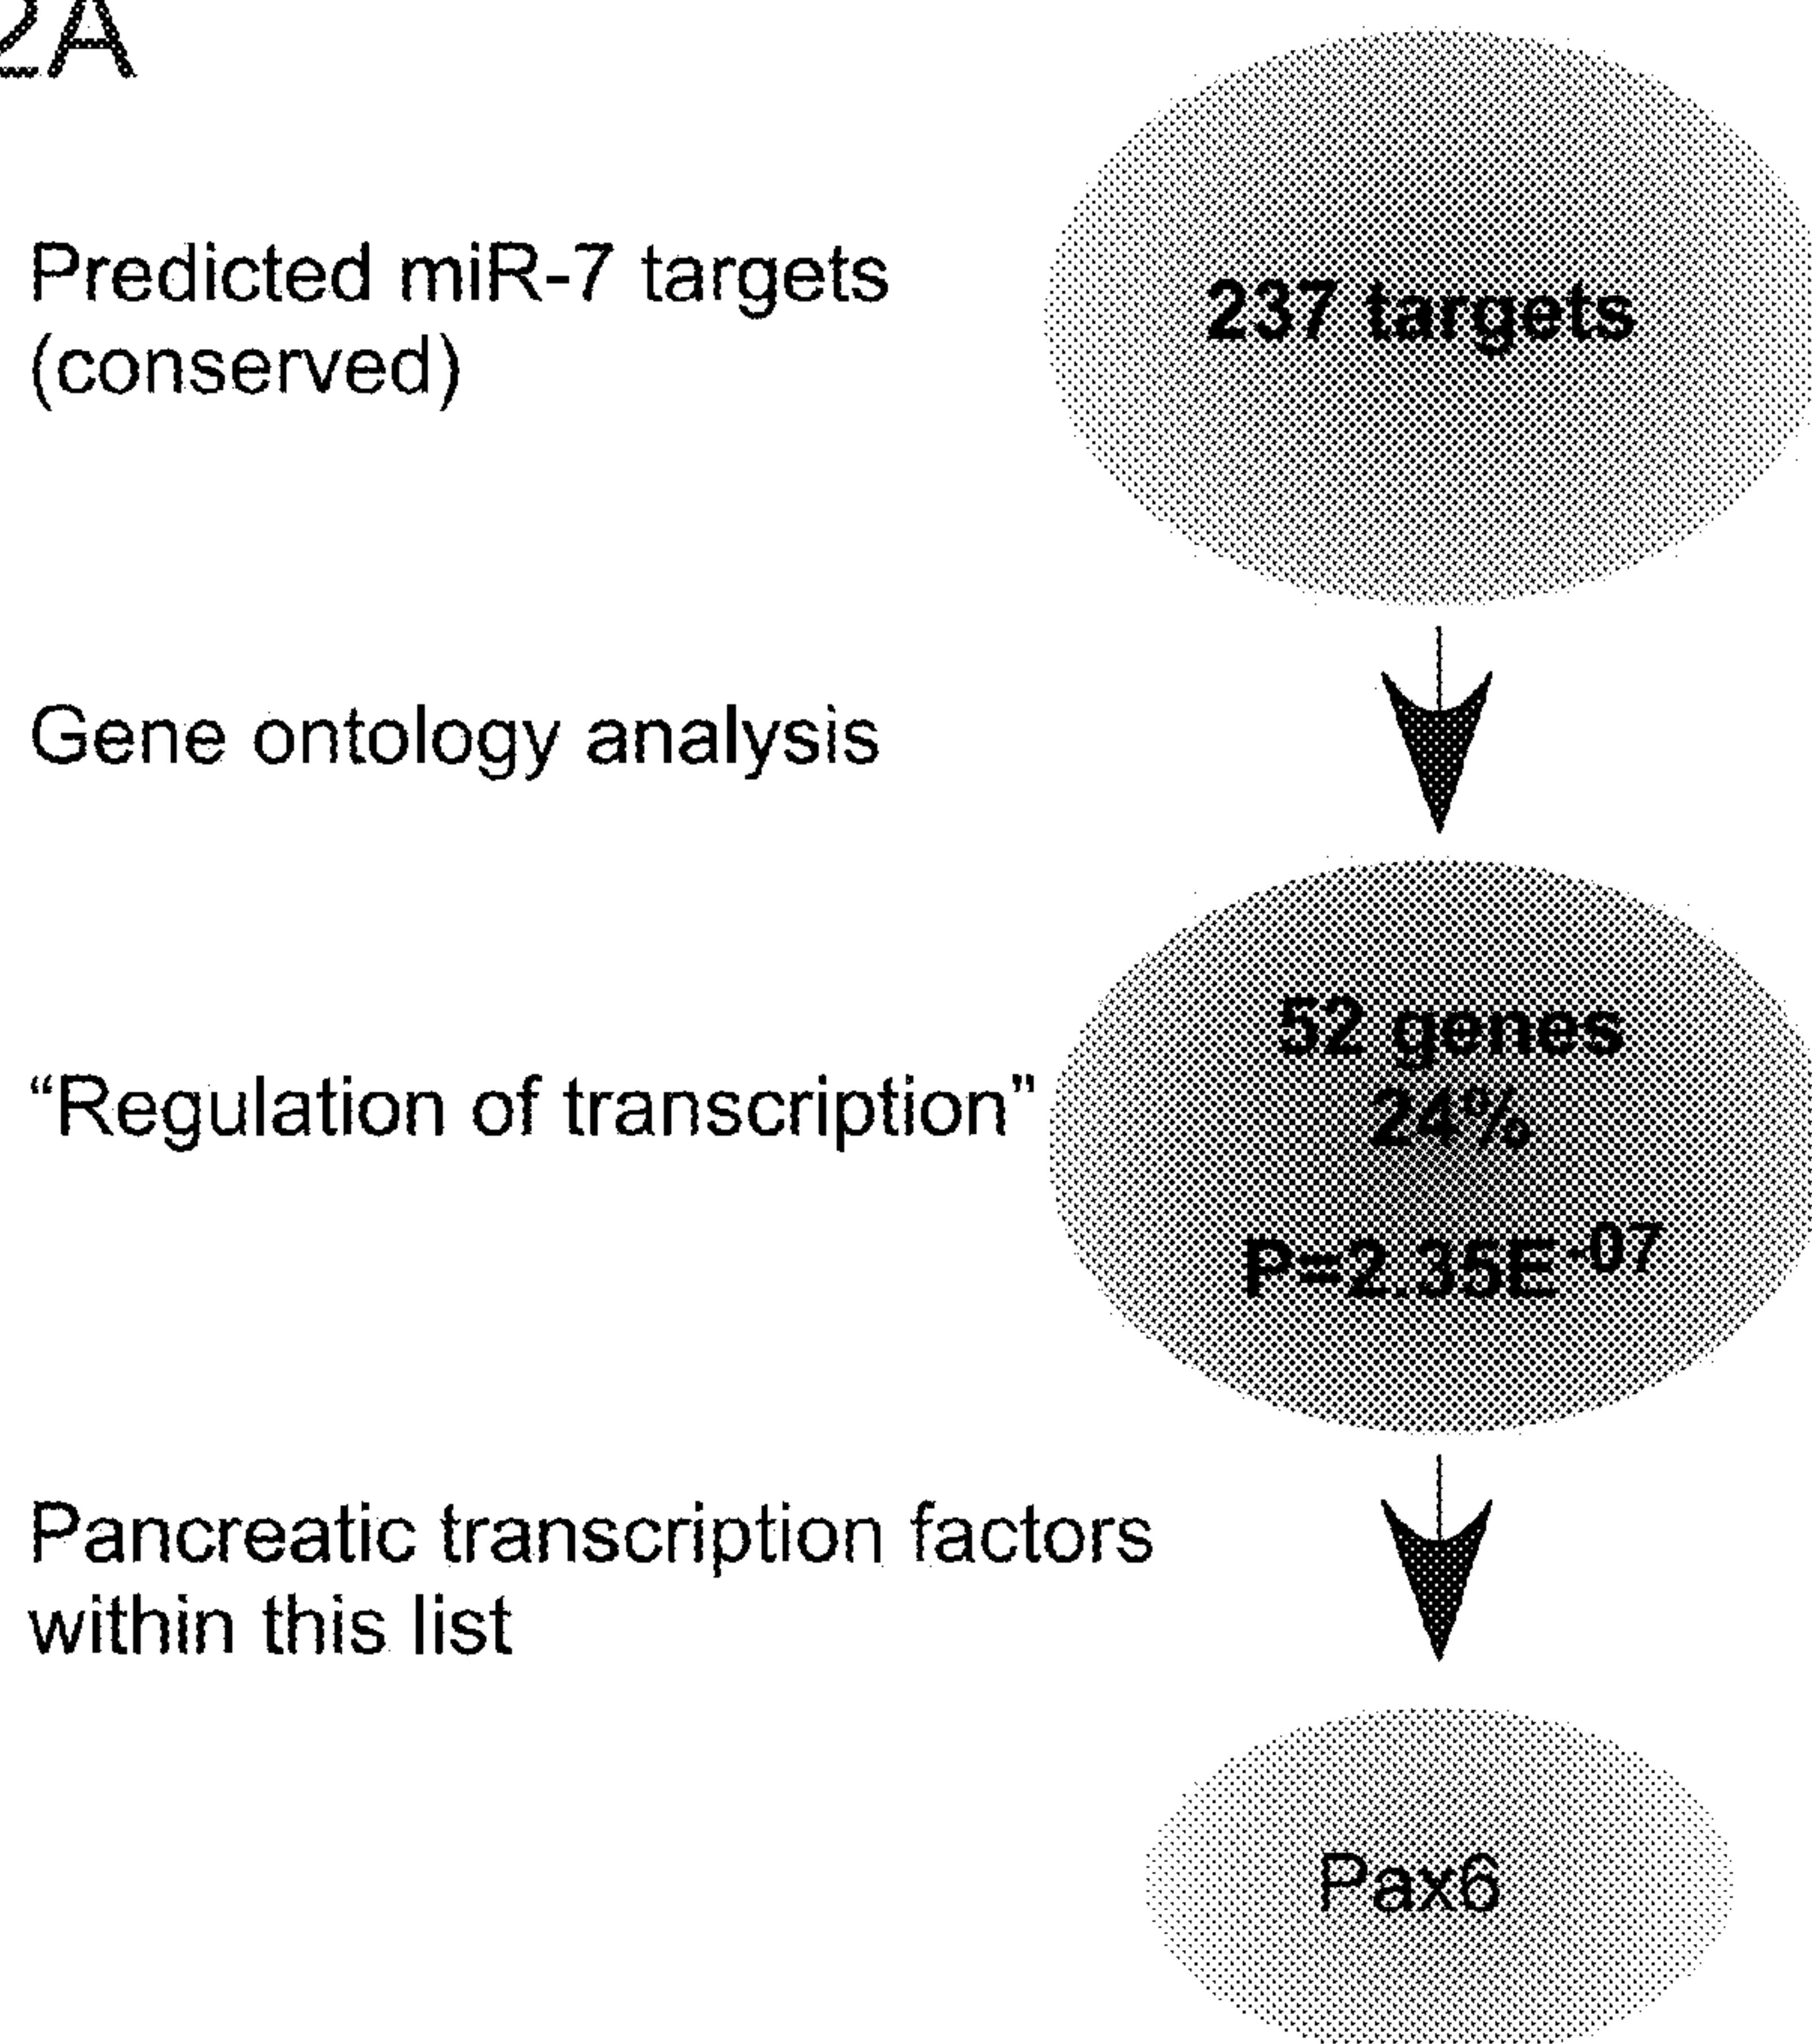 2A
Predicted miR-7 targets
(conserved)
237 targets
Gene ontology analysis
52 genes
24%
"Regulation of transcription"
P=2.35E-07
Pancreatic transcription factors
within this list
Pax6